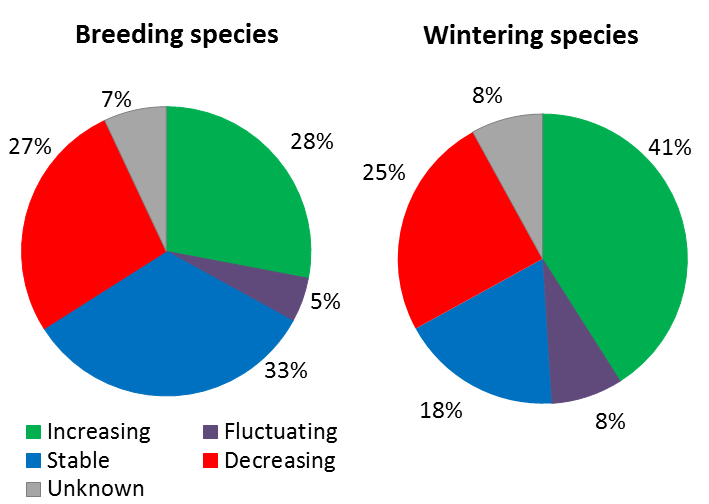 Breeding species
7%
28%
27%
5%
33%
Wintering species
8%
41%
25%
18%
8%
Increasing
Fluctuating
Stable
Decreasing
Unknown